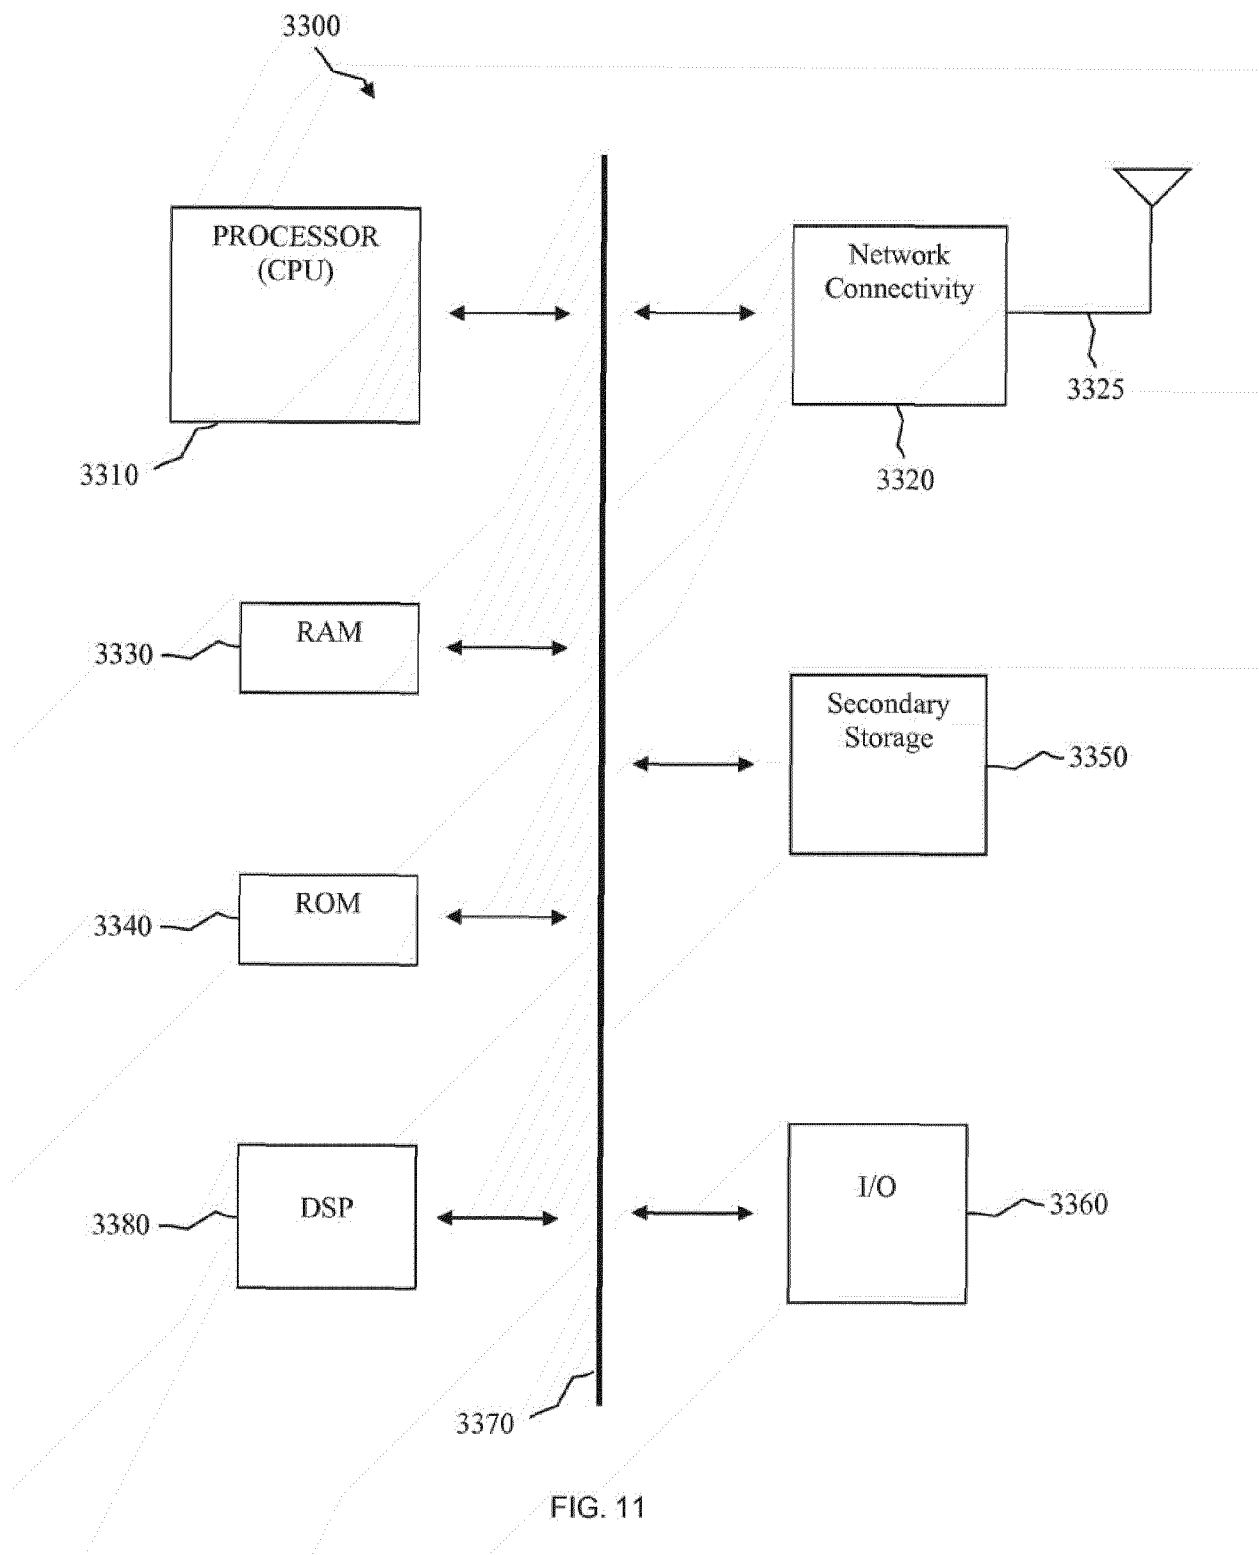 3300
PROCESSOR
(CPU)
3310
Network
Connectivity
3325
3320
RAM
3330
Secondary
Storage
3350
ROM
3340
DSP
3380
I/O
3360
3370
FIG. 11